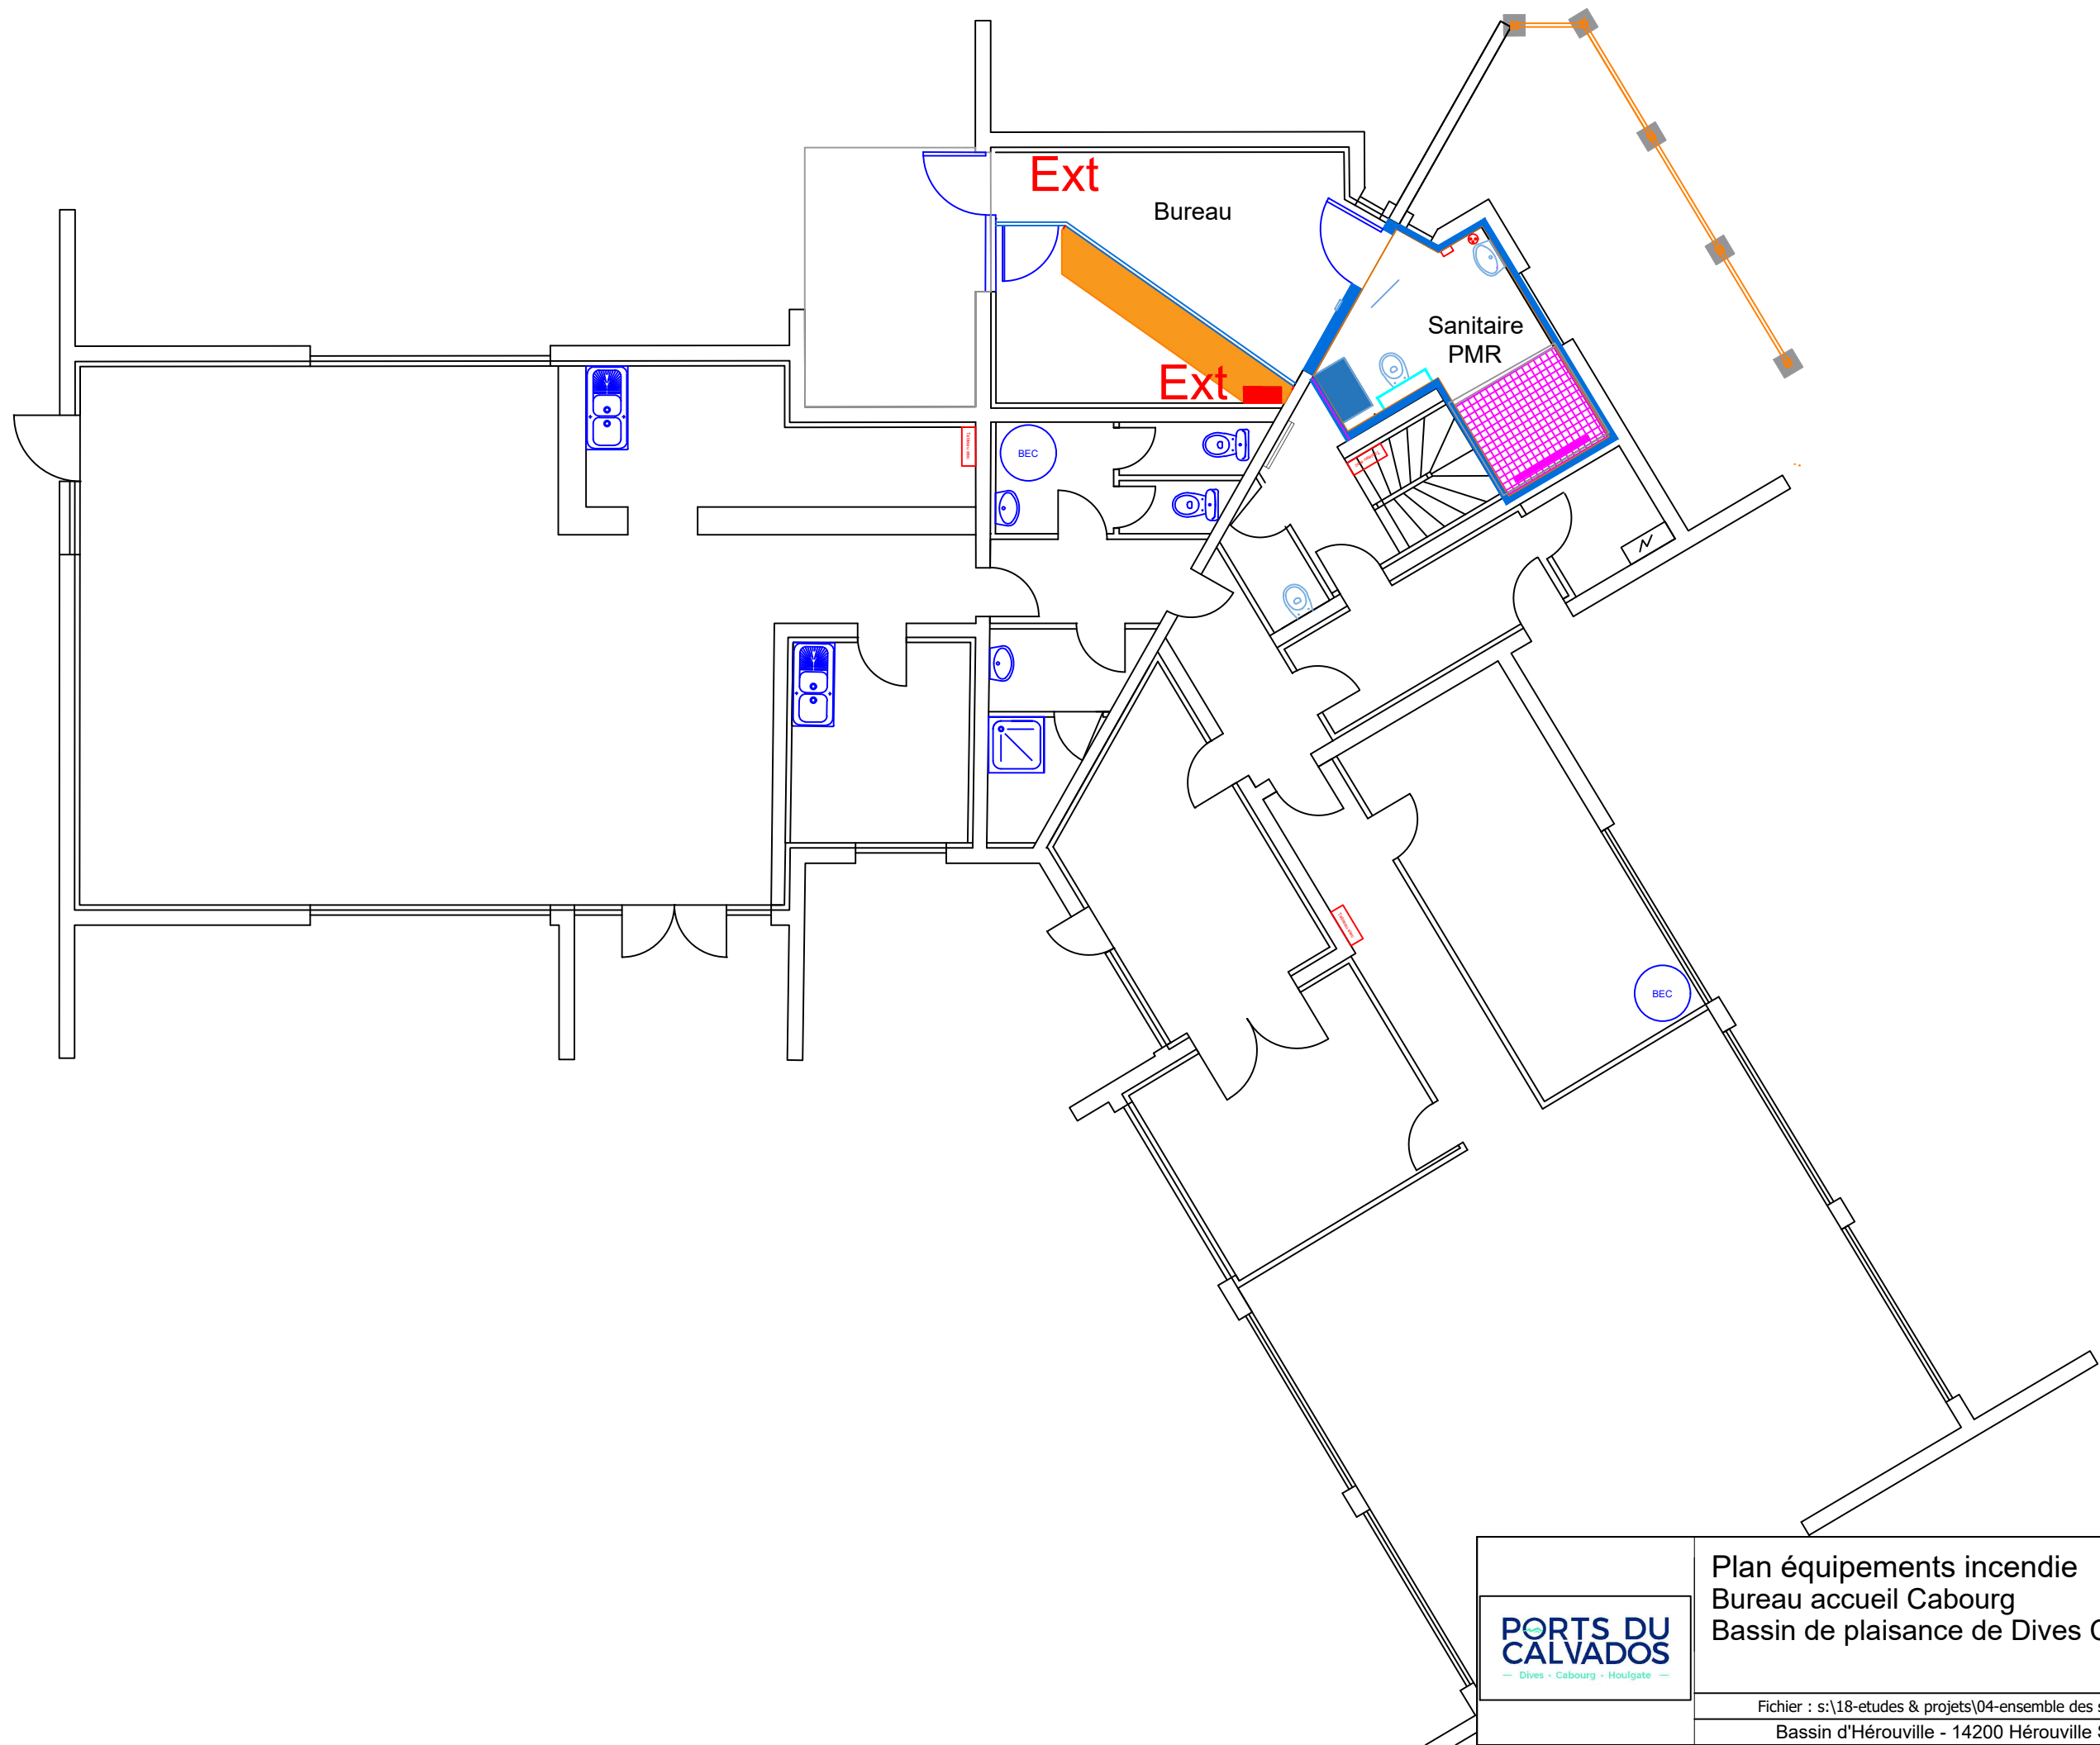 Ext
Bureau
Sanitaire
PMR
Ext
BEC
BEC
Plan équipements incendie
Bureau accueil Cabourg
Bassin de plaisance de Dives C
PORTS DU
CALVADOS
— Dives • Cabourg • Houlgate —
Fichier : s:\18-etudes & projets\04-ensemble des s
Bassin d'Hérouville - 14200 Hérouville S